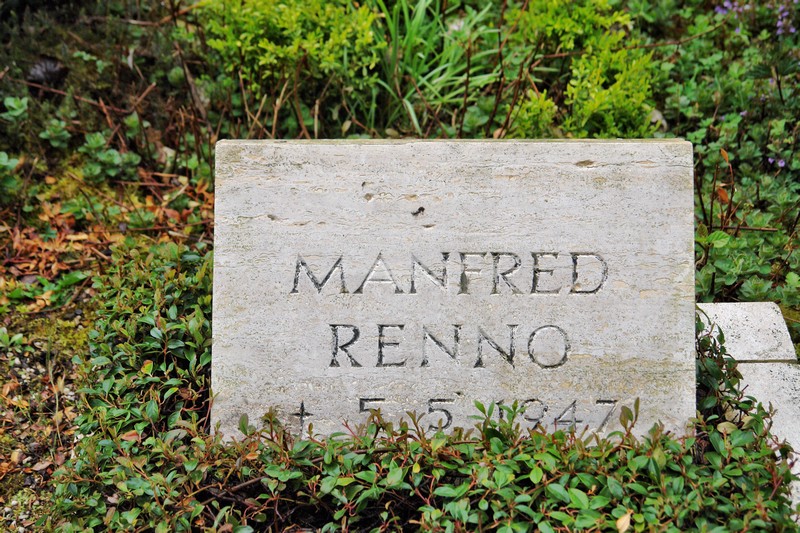 MANFRED
RENNO
† 5.5.1947